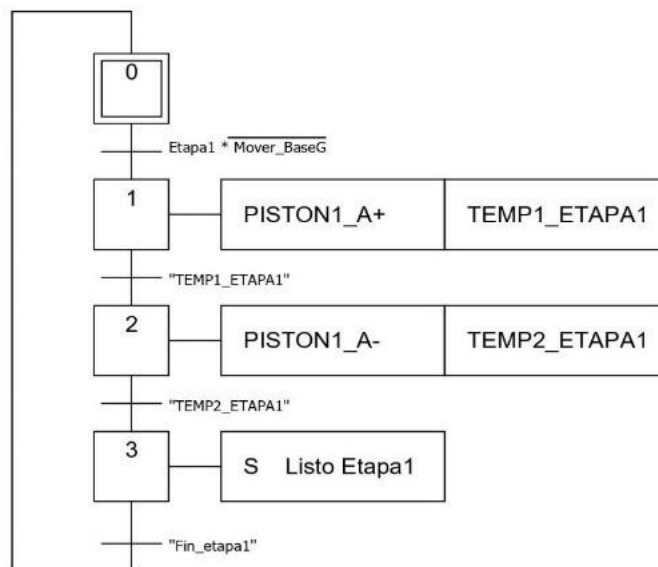 0
Etapa1 * Mover_BaseG
1 PISTON1_A+ TEMP1_ETAPA1
"TEMP1_ETAPA1"
2 PISTON1_A- TEMP2_ETAPA1
"TEMP2_ETAPA1"
3 S Listo Etapa1
"Fin_etapa1"